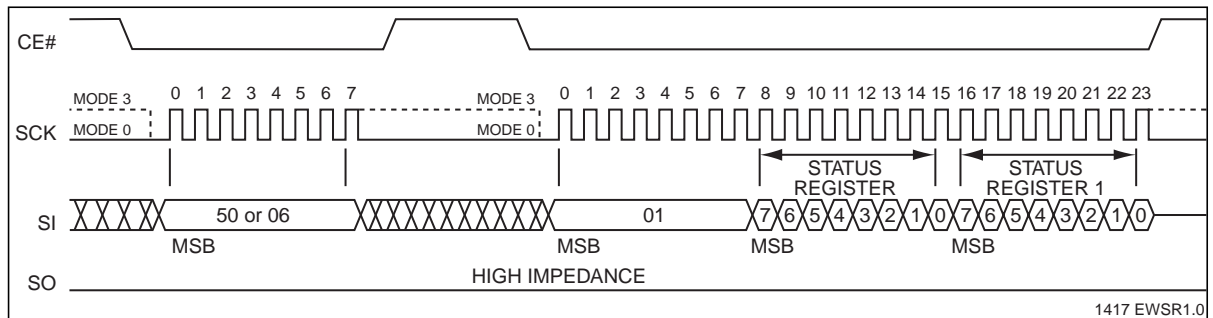 CE#
MODE 3
0 1 2 3 4 5 6 7
MODE 3
0 1 2 3 4 5 6 7 8 9 10 11 12 13 14 15 16 17 18 19 20 21 22 23
SCK
MODE 0
MODE 0
STATUS
REGISTER
STATUS
REGISTER 1
SI
50 or 06
01
7 6 5 4 3 2 1 0 7 6 5 4 3 2 1 0
MSB
MSB
MSB
MSB
SO
HIGH IMPEDANCE
1417 EWSR1.0